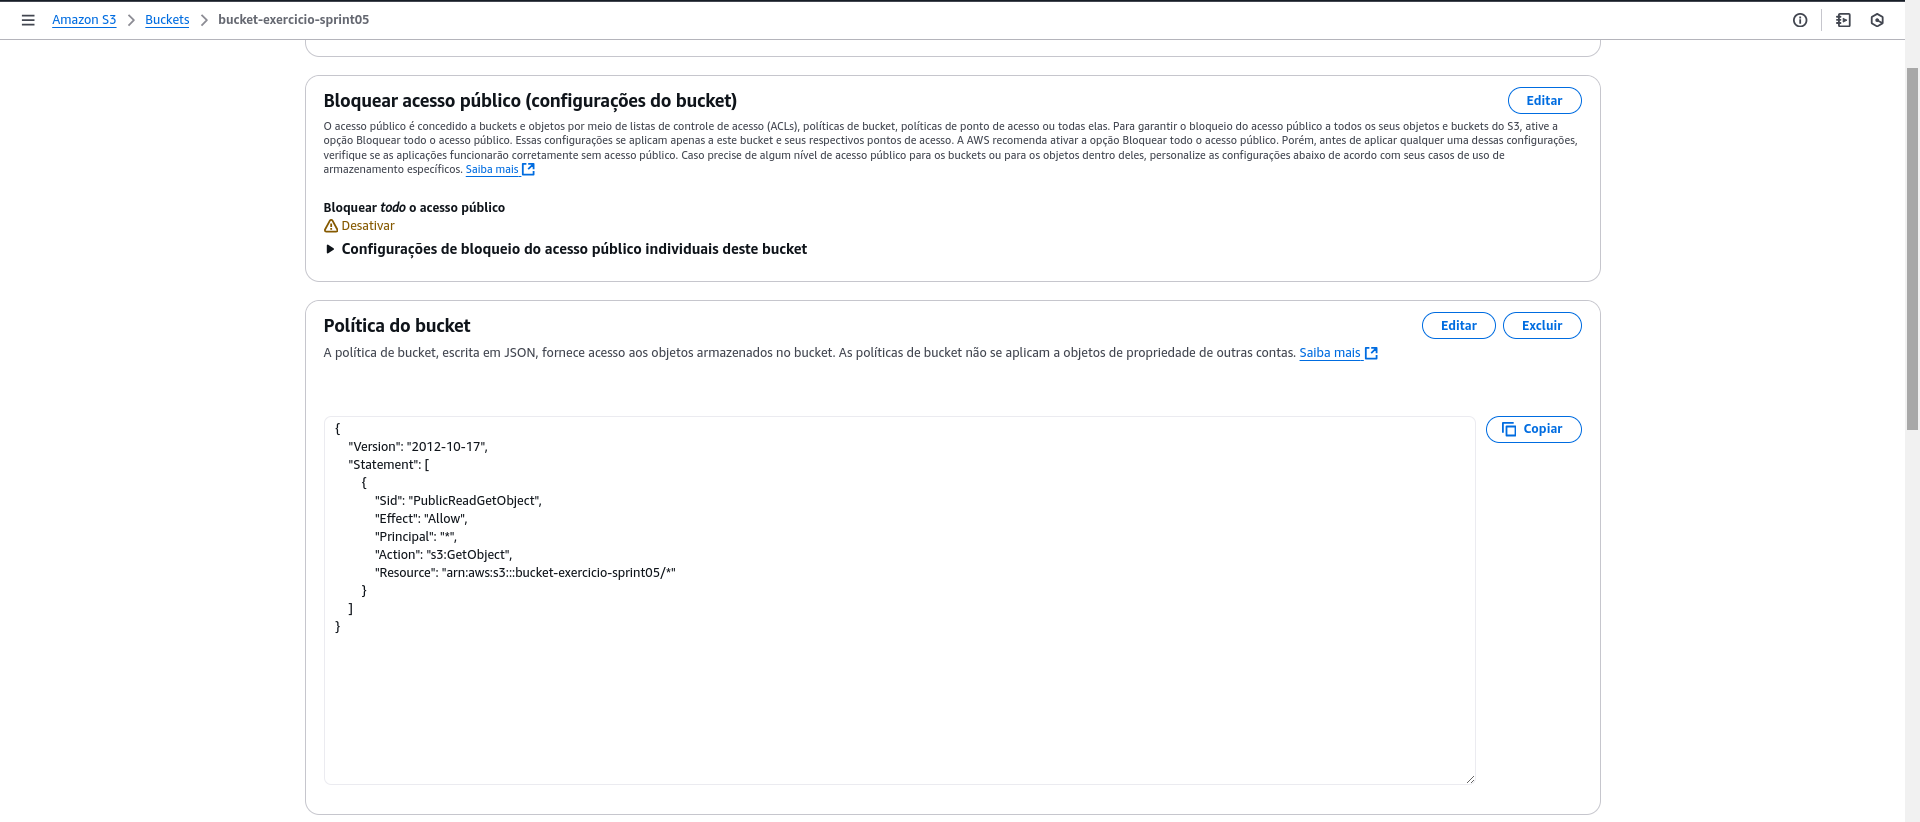 Amazon S3 > Buckets > bucket-exercicio-sprint05
Bloquear acesso público (configurações do bucket)
Editar
O acesso público é concedido a buckets e objetos por meio de listas de controle de acesso (ACLs), políticas de bucket, políticas de ponto de acesso ou todas elas. Para garantir o bloqueio do acesso público a todos os seus objetos e buckets do S3, ative a
opção Bloquear todo o acesso público. Essas configurações se aplicam apenas a este bucket e seus respectivos pontos de acesso. A AWS recomenda ativar a opção Bloquear todo o acesso público. Porém, antes de aplicar qualquer uma dessas configurações,
verifique se as aplicações funcionarão corretamente sem acesso público. Caso precise de algum nível de acesso público para os buckets ou para os objetos dentro deles, personalize as configurações abaixo de acordo com seus casos de uso de
armazenamento específicos. Saiba mais
Bloquear todo o acesso público
Desativar
Configurações de bloqueio do acesso público individuais deste bucket
Política do bucket
Editar
Excluir
A política de bucket, escrita em JSON, fornece acesso aos objetos armazenados no bucket. As políticas de bucket não se aplicam a objetos de propriedade de outras contas. Saiba mais
{
"Version": "2012-10-17",
"Statement": [
{
"Sid": "PublicReadGetObject",
"Effect": "Allow",
"Principal": "*",
"Action": "s3:GetObject",
"Resource": "arn:aws:s3:::bucket-exercicio-sprint05/*"
}
]
}
Copiar